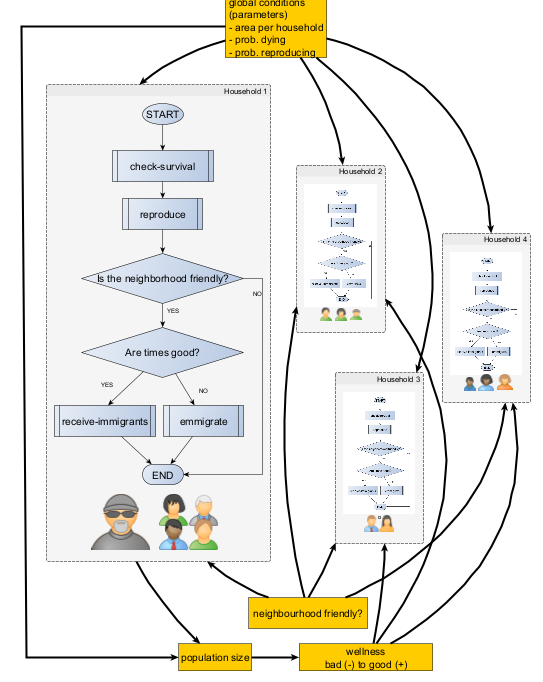 global conditions
(parameters)
- area per household
- prob. dying
- prob. reproducing
Household 1
START
check-survival
reproduce
Is the neighborhood friendly?
NO
YES
Are times good?
YES
NO
receive-immigrants
emmigrate
END
Household 2
Household 4
Household 3
neighbourhood friendly?
population size
wellness
bad (-) to good (+)